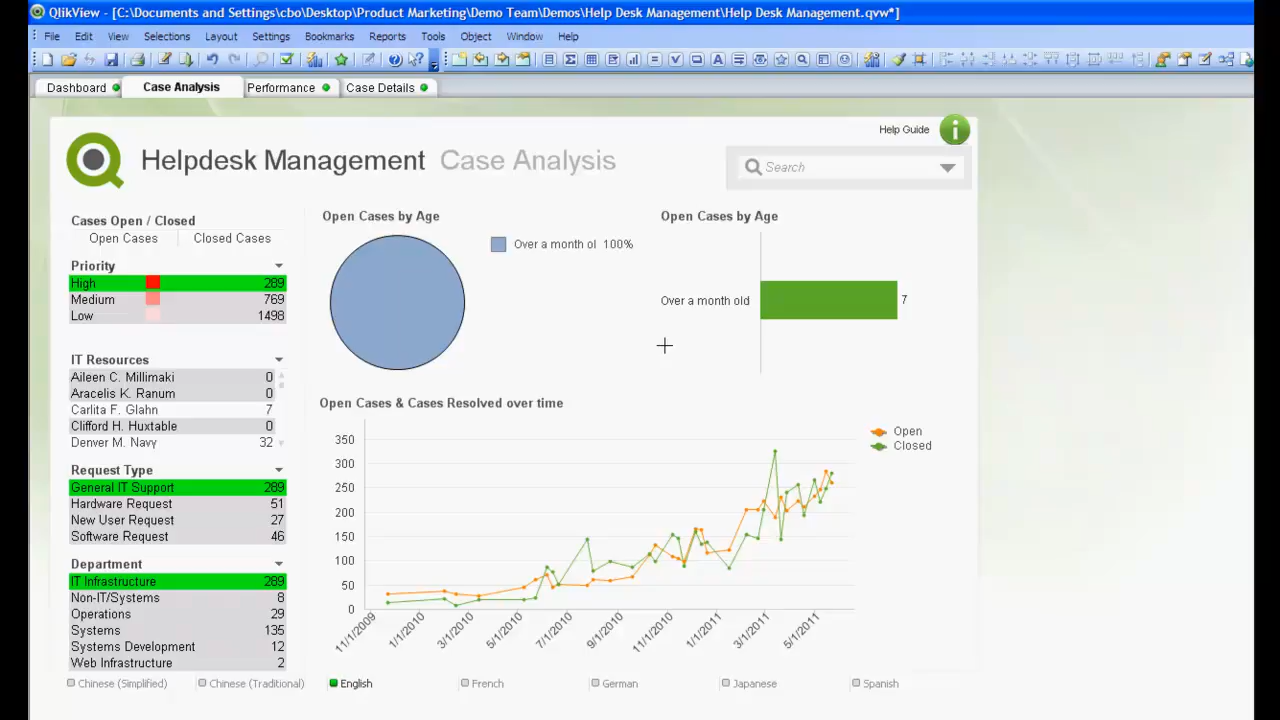 QlikView - [C:\Documents and Settings\cbo\Desktop\Product Marketing\Demo Team\Demos\Help Desk Management\Help Desk Management.qvw*]
File Edit View Selections Layout Settings Bookmarks Reports Tools Object Window Help
Dashboard Case Analysis Performance Case Details
Help Guide
Helpdesk Management Case Analysis
Search
Cases Open / Closed
Open Cases Closed Cases
Priority
High 289
Medium 769
Low 1498
IT Resources
Aileen C. Millimaki 0
Aracelis K. Ranum 0
Carlita F. Glahn 7
Clifford H. Huxtable 0
Denver M. Navy 32
Request Type
General IT Support 289
Hardware Request 51
New User Request 27
Software Request 46
Department
IT Infrastructure 289
Non-IT/Systems 8
Operations 29
Systems 135
Systems Development 12
Web Infrastructure 2
Open Cases by Age
Over a month ol 100%
Open Cases by Age
Over a month old 7
Open Cases & Cases Resolved over time
Open
Closed
350
300
250
200
150
100
50
0
11/1/2009 1/1/2010 3/1/2010 5/1/2010 7/1/2010 9/1/2010 11/1/2010 1/1/2011 3/1/2011 5/1/2011
Chinese (Simplified) Chinese (Traditional) English French German Japanese Spanish